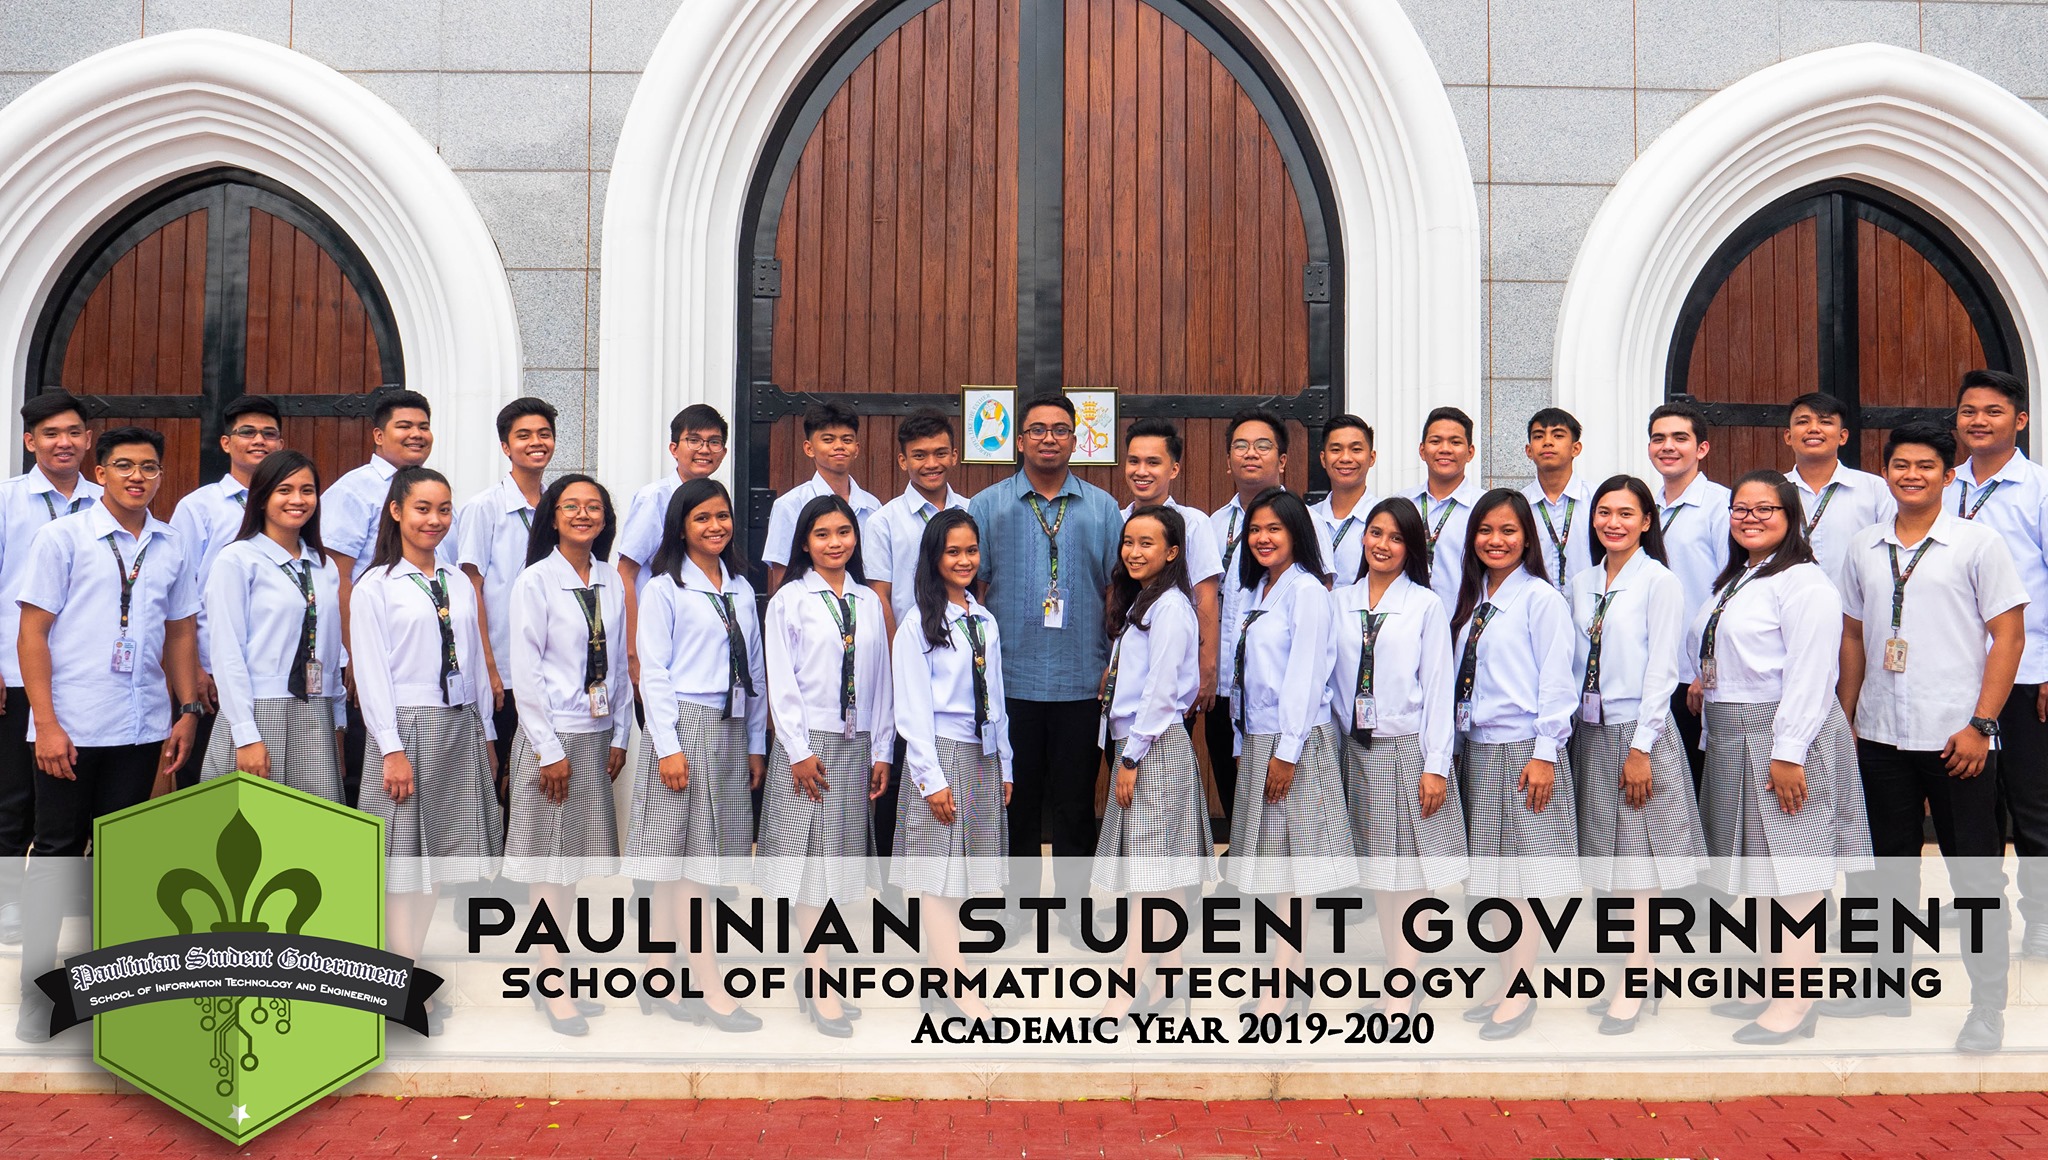 PAULINIAN STUDENT GOVERNMENT
SCHOOL OF INFORMATION TECHNOLOGY AND ENGINEERING
ACADEMIC YEAR 2019-2020
Paulinian Student Government
SCHOOL OF INFORMATION TECHNOLOGY AND ENGINEERING